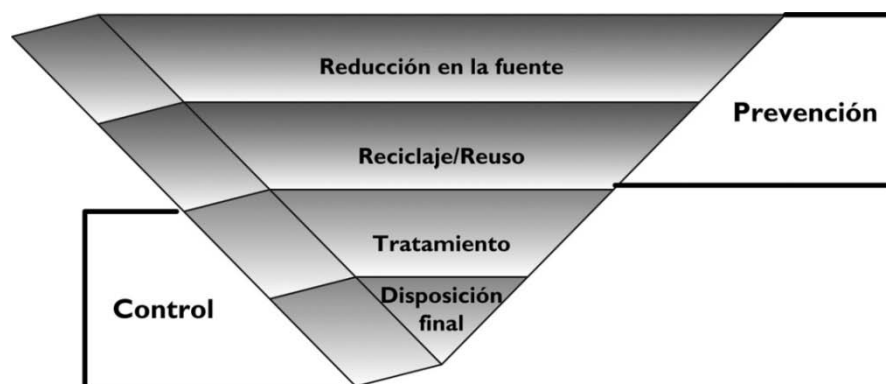 Reducción en la fuente
Prevención
Reciclaje/Reuso
Tratamiento
Control
Disposición
final